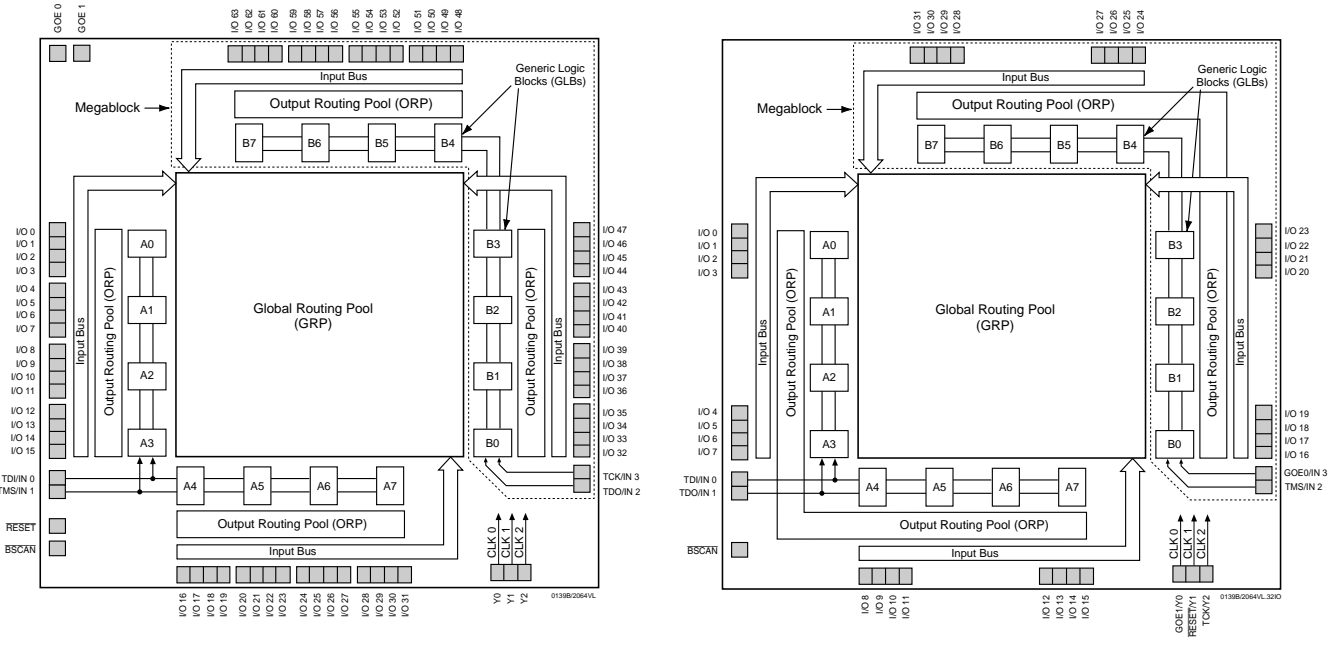 GOE 0
GOE 1
I/O 63
I/O 62
I/O 61
I/O 60
I/O 59
I/O 58
I/O 57
I/O 56
I/O 55
I/O 54
I/O 53
I/O 52
I/O 51
I/O 50
I/O 49
I/O 48
Input Bus
Generic Logic
Blocks (GLBs)
Megablock
Output Routing Pool (ORP)
B7
B6
B5
B4
I/O 0
I/O 1
I/O 2
I/O 3
I/O 4
I/O 5
I/O 6
I/O 7
I/O 8
I/O 9
I/O 10
I/O 11
I/O 12
I/O 13
I/O 14
I/O 15
Input Bus
Output Routing Pool (ORP)
A0
A1
A2
A3
Global Routing Pool
(GRP)
B3
B2
B1
B0
Output Routing Pool (ORP)
Input Bus
I/O 47
I/O 46
I/O 45
I/O 44
I/O 43
I/O 42
I/O 41
I/O 40
I/O 39
I/O 38
I/O 37
I/O 36
I/O 35
I/O 34
I/O 33
I/O 32
TDI/IN 0
TMS/IN 1
TCK/IN 3
TDO/IN 2
A4
A5
A6
A7
RESET
BSCAN
Output Routing Pool (ORP)
Input Bus
CLK 0
CLK 1
CLK 2
I/O 16
I/O 17
I/O 18
I/O 19
I/O 20
I/O 21
I/O 22
I/O 23
I/O 24
I/O 25
I/O 26
I/O 27
I/O 28
I/O 29
I/O 30
I/O 31
Y0
Y1
Y2
0139B/2064VL
I/O 31
I/O 30
I/O 29
I/O 28
I/O 27
I/O 26
I/O 25
I/O 24
Input Bus
Generic Logic
Blocks (GLBs)
Megablock
Output Routing Pool (ORP)
B7
B6
B5
B4
I/O 0
I/O 1
I/O 2
I/O 3
I/O 4
I/O 5
I/O 6
I/O 7
Input Bus
Output Routing Pool (ORP)
A0
A1
A2
A3
Global Routing Pool
(GRP)
B3
B2
B1
B0
Output Routing Pool (ORP)
Input Bus
I/O 23
I/O 22
I/O 21
I/O 20
I/O 19
I/O 18
I/O 17
I/O 16
TDI/IN 0
TDO/IN 1
GOE0/IN 3
TMS/IN 2
A4
A5
A6
A7
BSCAN
Output Routing Pool (ORP)
Input Bus
CLK 0
CLK 1
CLK 2
I/O 8
I/O 9
I/O 10
I/O 11
I/O 12
I/O 13
I/O 14
I/O 15
GOE1/Y0
RESET/Y1
TCK/Y2
0139B/2064VL.32IO